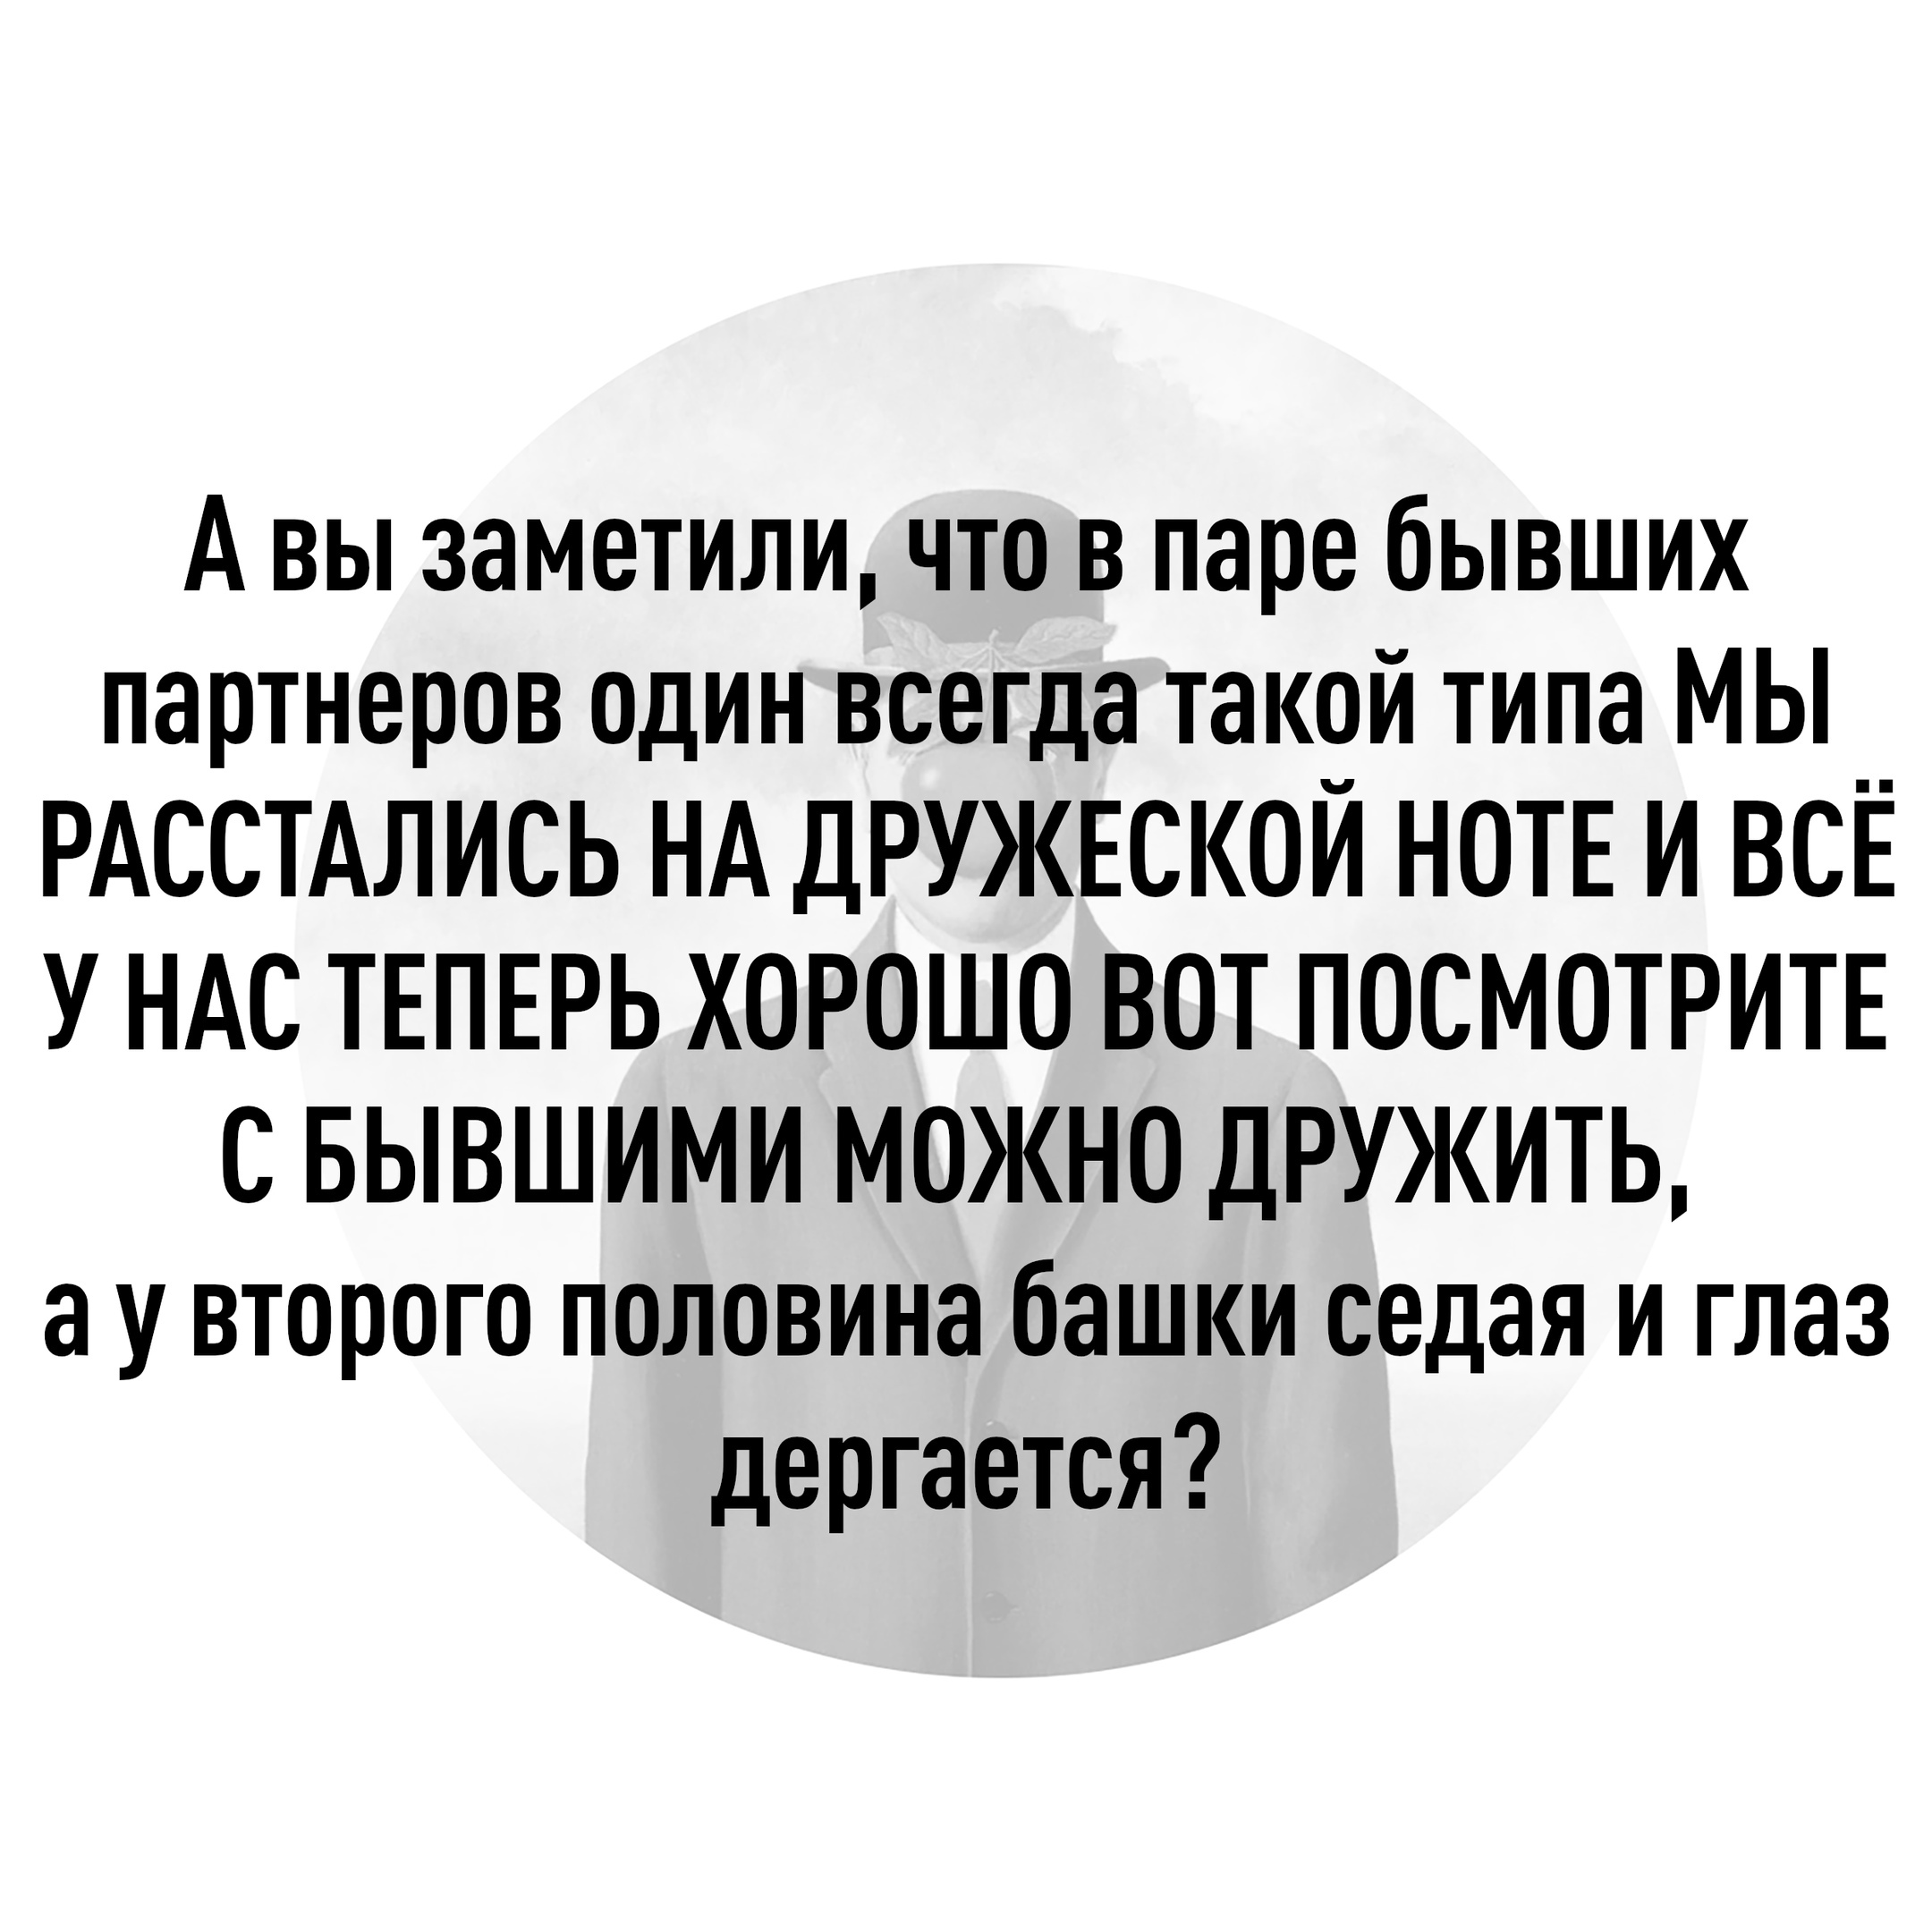 А вы заметили, что в паре бывших
партнеров один всегда такой типа МЫ
РАССТАЛИСЬ НА ДРУЖЕСКОЙ НОТЕ И ВСЁ
У НАС ТЕПЕРЬ ХОРОШО ВОТ ПОСМОТРИТЕ
С БЫВШИМИ МОЖНО ДРУЖИТЬ,
а у второго половина башки седая и глаз
дергается?